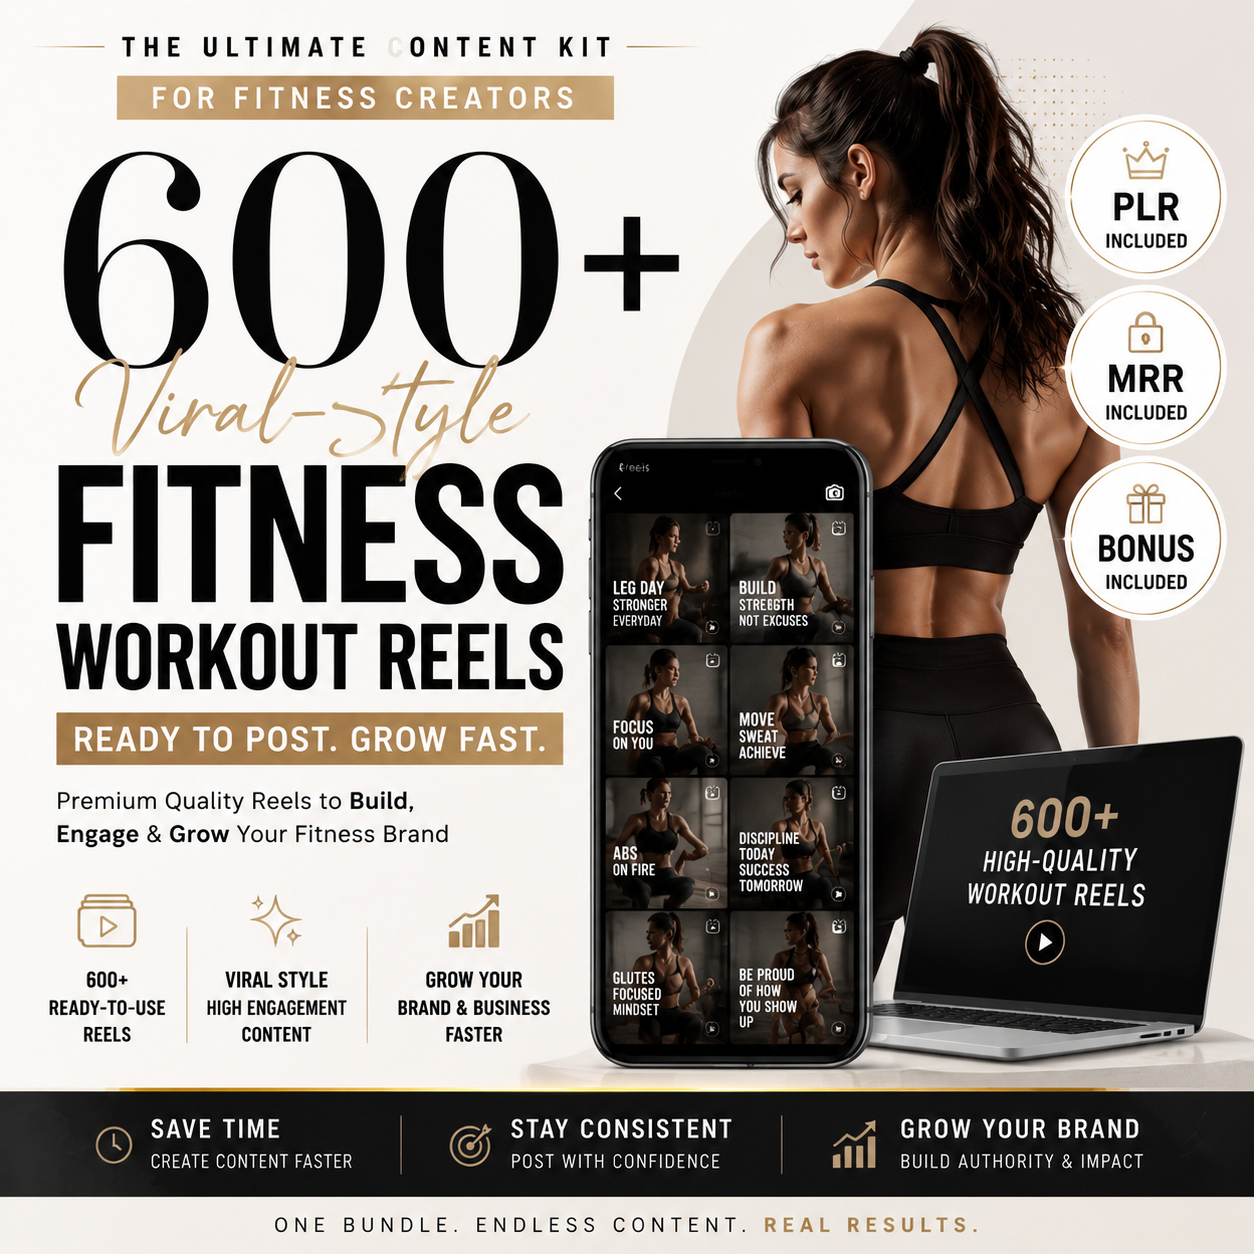 THE ULTIMATE CONTENT KIT
FOR FITNESS CREATORS
600+
Viral-Style
FITNESS
WORKOUT REELS
READY TO POST. GROW FAST.
Premium Quality Reels to Build,
Engage & Grow Your Fitness Brand
600+
READY-TO-USE
REELS
VIRAL STYLE
HIGH ENGAGEMENT
CONTENT
GROW YOUR
BRAND & BUSINESS
FASTER
PLR
INCLUDED
MRR
INCLUDED
BONUS
INCLUDED
LEG DAY
STRONGER
EVERYDAY
BUILD
STREBGTH
NOT EXCUSES
FOCUS
ON YOU
MOVE
SWEAT
ACHIEVE
ABS
ON FIRE
DISCIPLINE
TODAY
SUCCESS
TOMORROW
GLUTES
FOCUSED
MINDSET
BE PROUD
OF HOW
YOU SHOW
UP
600+
HIGH-QUALITY
WORKOUT REELS
SAVE TIME
CREATE CONTENT FASTER
STAY CONSISTENT
POST WITH CONFIDENCE
GROW YOUR BRAND
BUILD AUTHORITY & IMPACT
ONE BUNDLE. ENDLESS CONTENT. REAL RESULTS.